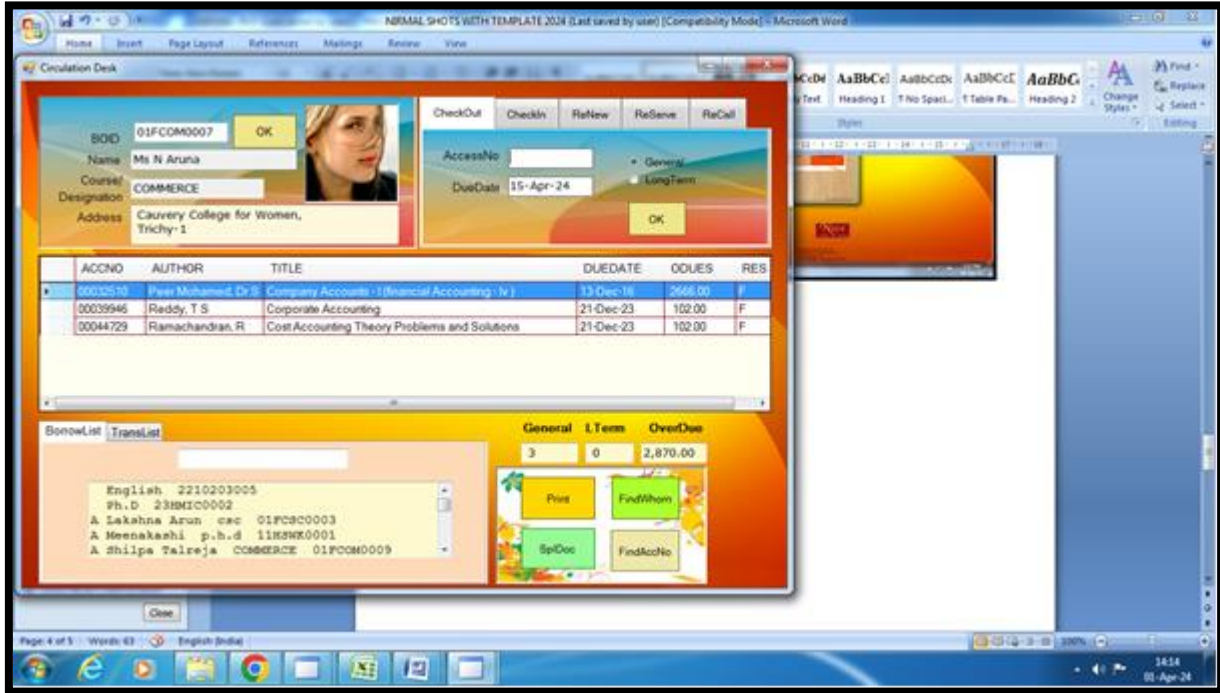 NIRMAL SHOTS WITH TEMPLATE 2024 (Last saved by user) [Compatibility Mode] - Microsoft Word
Home Insert Page Layout References Mailings Review View
Circulation Desk
AaBbCcI AaBbCcDc AaBbCcI AaBbC
Heading 1 ¶ No Spaci... ¶ Table Pa... Heading 2
Change Styles
Find
Replace
Select
Styles
Editing
BOID 01FCOM0007 OK
Name Ms N Aruna
Course/
Designation COMMERCE
Address Cauvery College for Women,
Trichy-1
CheckOut CheckIn ReNew ReServe ReCall
AccessNo General
DueDate 15-Apr-24 LongTerm
OK
ACCNO AUTHOR TITLE DUEDATE ODUES RES
00032510 Peer Mohamed, Dr.S Company Accounts - I (financial Accounting - Iv ) 13-Dec-16 2666.00 F
00039946 Reddy, T S Corporate Accounting 21-Dec-23 102.00 F
00044729 Ramachandran, R Cost Accounting Theory Problems and Solutions 21-Dec-23 102.00 F
BorrowList TransList
English 2210203005
Ph.D 23HMIC0002
A Lakshna Arun csc 01FCSC0003
A Meenakashi p.h.d 11HSWK0001
A Shilpa Talreja COMMERCE 01FCOM0009
General LTerm OverDue
3 0 2,870.00
Print FindWhom
SplDoc FindAccNo
Close
Page: 4 of 5 Words: 63 English (India) 100%
14:14
01-Apr-24